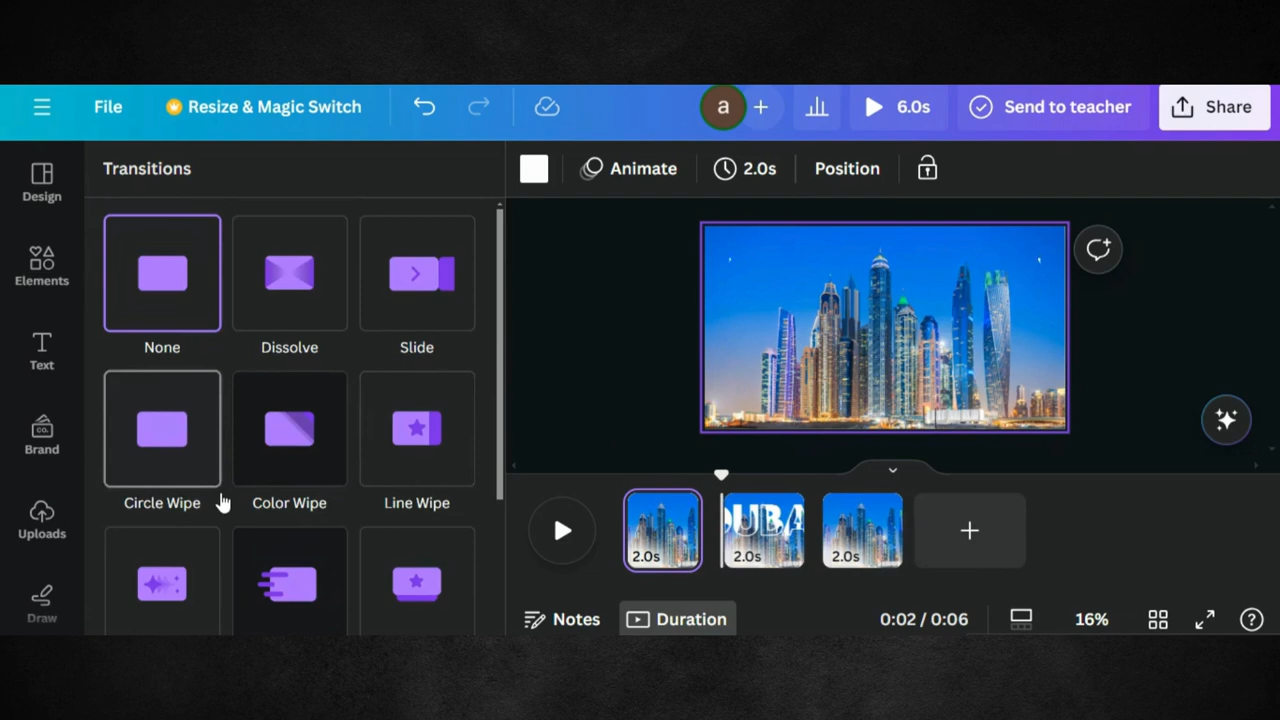 File
Resize & Magic Switch
a
6.0s
Send to teacher
Share
Design
Elements
Text
CO.
Brand
Uploads
Draw
Transitions
None
Dissolve
Slide
Circle Wipe
Color Wipe
Line Wipe
Animate
2.0s
Position
2.0s
DUBA
2.0s
2.0s
Notes
Duration
0:02 / 0:06
16%